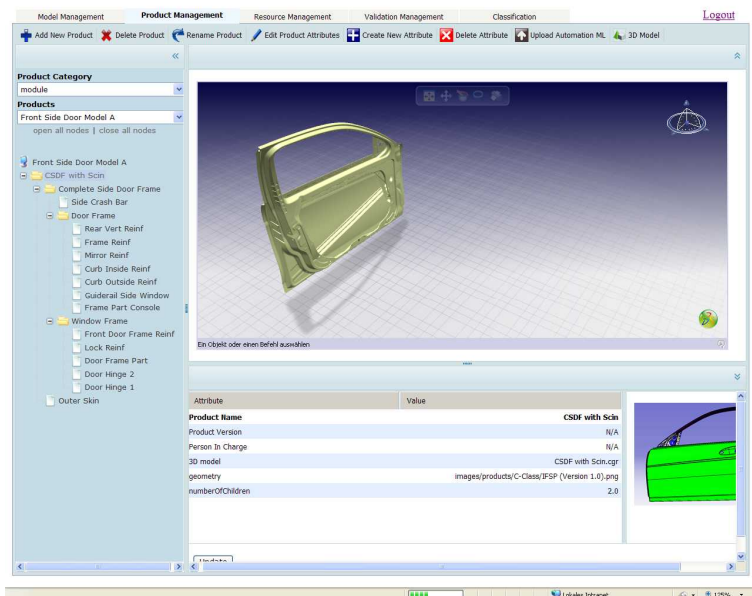 Model Management Product Management Resource Management Validation Management Classification Logout
Add New Product Delete Product Rename Product Edit Product Attributes Create New Attribute Delete Attribute Upload Automation ML 3D Model
Product Category
module
Products
Front Side Door Model A
open all nodes | close all nodes
Front Side Door Model A
CSDF with Scin
Complete Side Door Frame
Side Crash Bar
Door Frame
Rear Vert Reinf
Frame Reinf
Mirror Reinf
Curb Inside Reinf
Curb Outside Reinf
Guiderail Side Window
Frame Part Console
Window Frame
Front Door Frame Reinf
Lock Reinf
Door Frame Part
Door Hinge 2
Door Hinge 1
Outer Skin
Ein Objekt oder einen Befehl auswählen
Attribute Value
Product Name CSDF with Scin
Product Version N/A
Person In Charge N/A
3D model CSDF with Scin.cgr
geometry images/products/C-Class/IFSP (Version 1.0).png
numberOfChildren 2.0
Update
Lokales Intranet 125%